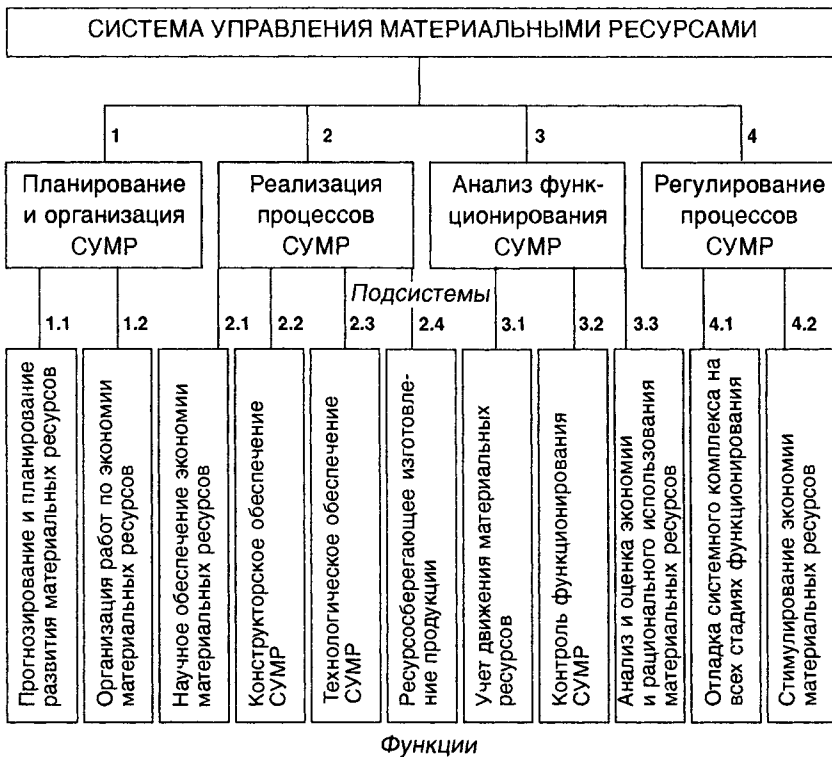 СИСТЕМА УПРАВЛЕНИЯ МАТЕРИАЛЬНЫМИ РЕСУРСАМИ
1
2
3
4
Планирование
и организация
СУМР
Реализация
процессов
СУМР
Анализ функ-
ционирования
СУМР
Регулирование
процессов
СУМР
Подсистемы
1.1
1.2
2.1
2.2
2.3
2.4
3.1
3.2
3.3
4.1
4.2
Прогнозирование и планирование
развития материальных ресурсов
Организация работ по экономии
материальных ресурсов
Научное обеспечение экономии
материальных ресурсов
Конструкторское обеспечение
СУМР
Технологическое обеспечение
СУМР
Ресурсосберегающее изготовле-
ние продукции
Учет движения материальных
ресурсов
Контроль функционирования
СУМР
Анализ и оценка экономии
и рационального использования
материальных ресурсов
Отладка системного комплекса на
всех стадиях функционирования
Стимулирование экономии
материальных ресурсов
Функции